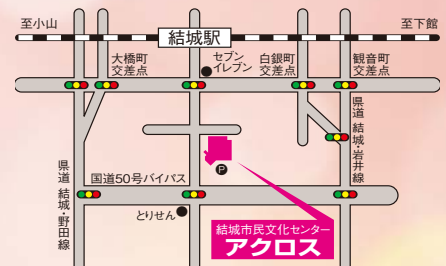 至小山
至下館
結城駅
大橋町
交差点
セブン
イレブン
白銀町
交差点
観音町
交差点
県道 結城・岩井線
P
県道 結城・野田線
国道50号バイパス
とりせん
結城市民文化センター
アクロス